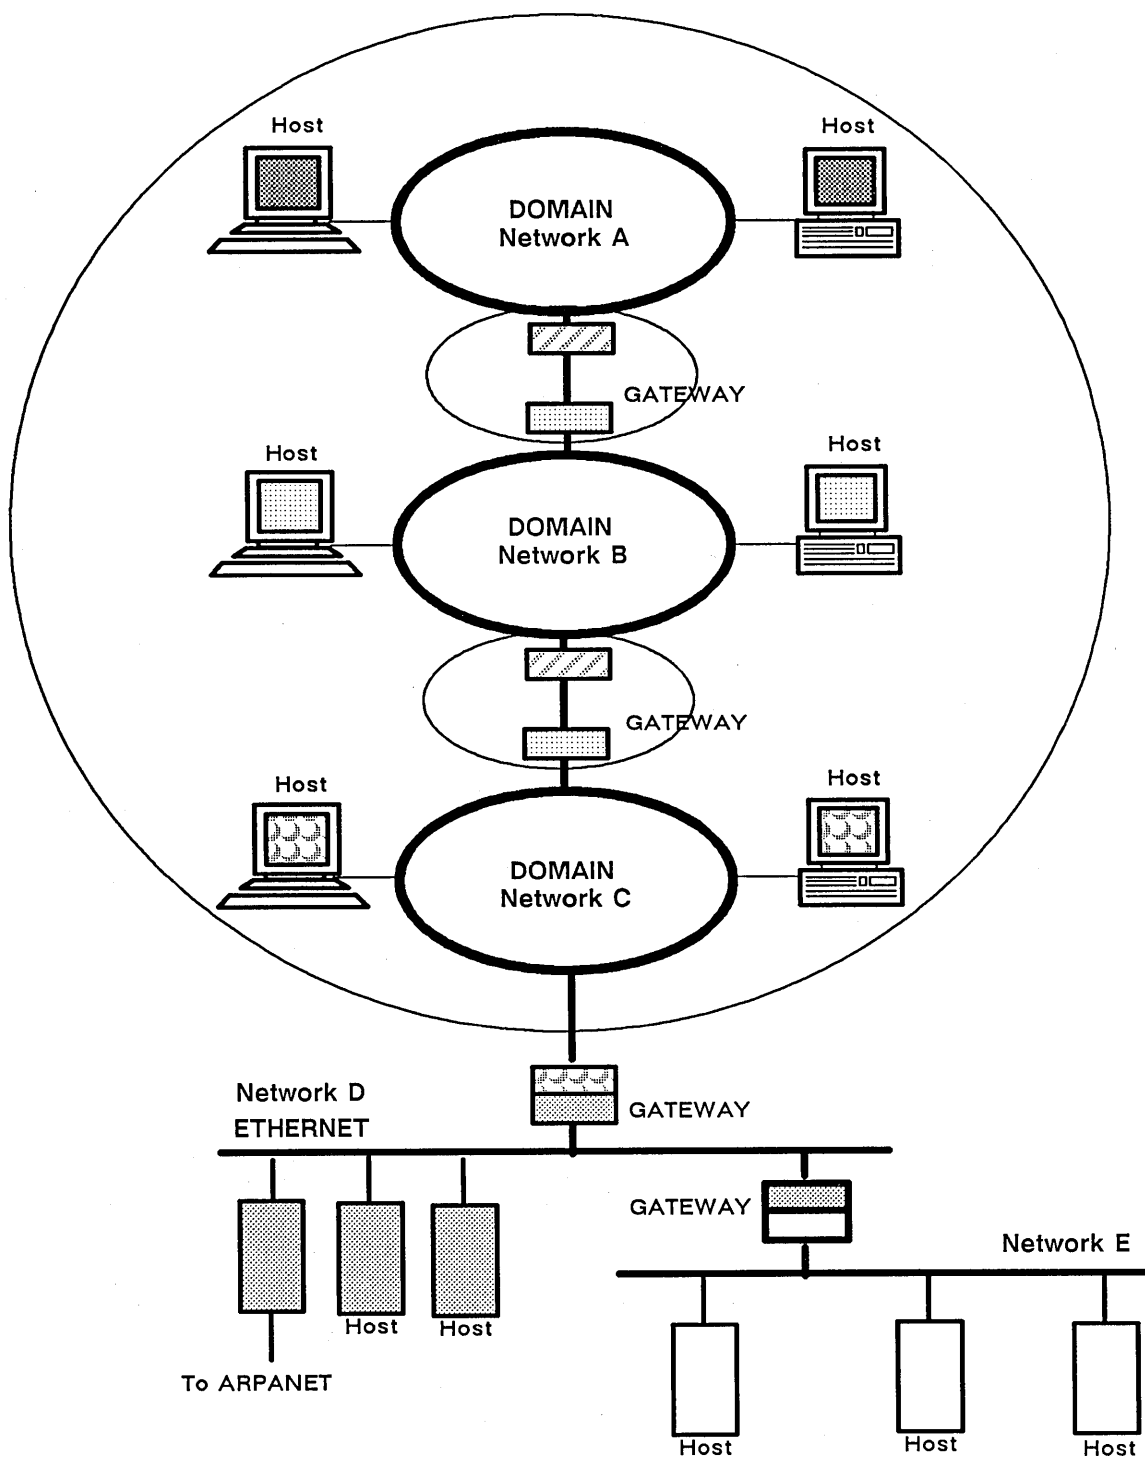 Host
Host
DOMAIN
Network A
GATEWAY
Host
Host
DOMAIN
Network B
GATEWAY
Host
Host
DOMAIN
Network C
Network D
ETHERNET
GATEWAY
GATEWAY
Network E
Host
Host
To ARPANET
Host
Host
Host